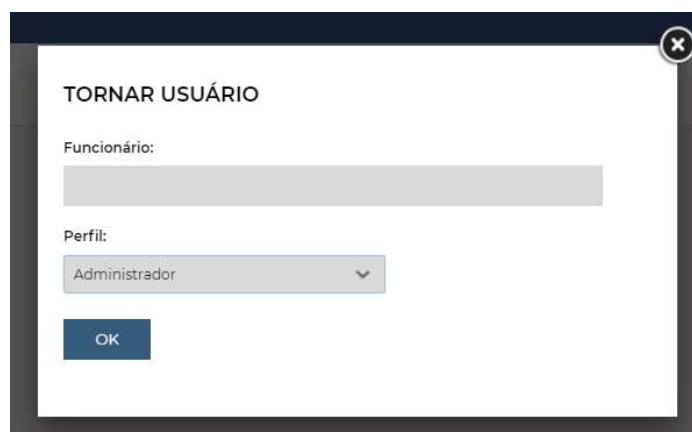 TORNAR USUÁRIO
Funcionário:
Perfil:
Administrador
OK